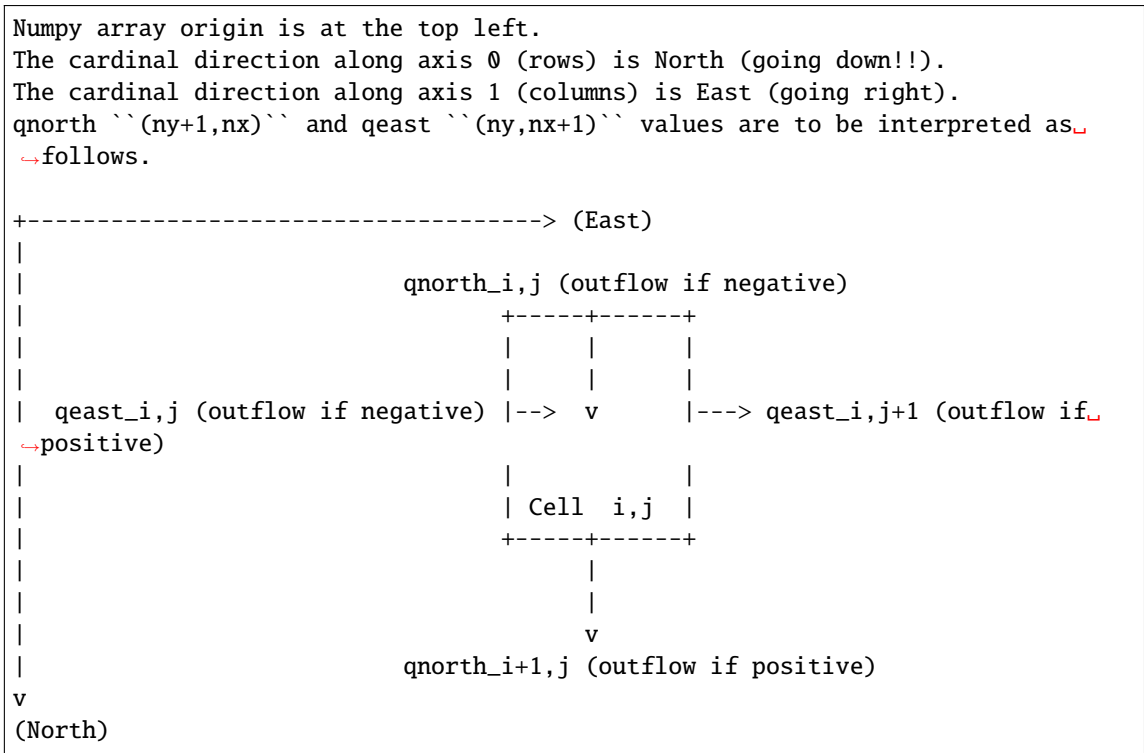 Numpy array origin is at the top left.
The cardinal direction along axis 0 (rows) is North (going down!!).
The cardinal direction along axis 1 (columns) is East (going right).
qnorth ``(ny+1,nx)`` and qeast ``(ny,nx+1)`` values are to be interpreted as␣
↪follows.

+-------------------------------------> (East)
|
|                           qnorth_i,j (outflow if negative)
|                                  +-----+------+
|                                  |     |      |
|                                  |     |      |
|  qeast_i,j (outflow if negative) |-->  v      |---> qeast_i,j+1 (outflow if␣
↪positive)
|                                  |            |
|                                  | Cell  i,j  |
|                                  +-----+------+
|                                        |
|                                        |
|                                        v
|                           qnorth_i+1,j (outflow if positive)
v
(North)